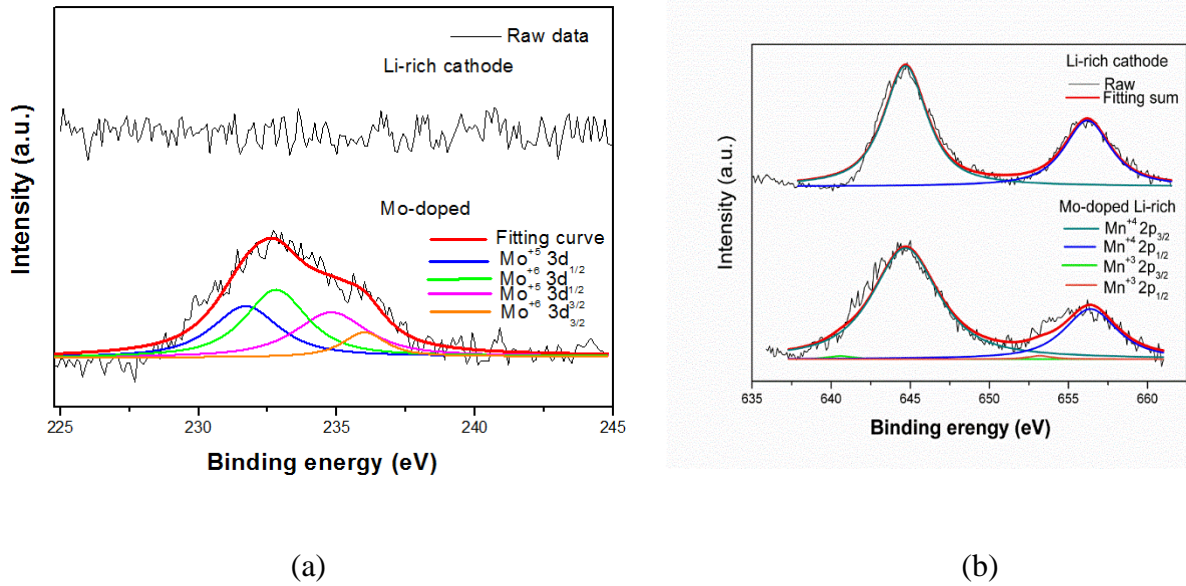 Raw data
Li-rich cathode
Mo-doped
Fitting curve
Mo+5 3d
Mo+6 3d1/2
Mo+5 3d1/2
Mo+6 3d3/2
3/2
Intensity (a.u.)
225 230 235 240 245
Binding energy (eV)
(a)
Li-rich cathode
Raw
Fitting sum
Mo-doped Li-rich
Mn+4 2p3/2
Mn+4 2p1/2
Mn+3 2p3/2
Mn+3 2p1/2
Intensity (a.u.)
635 640 645 650 655 660
Binding erengy (eV)
(b)